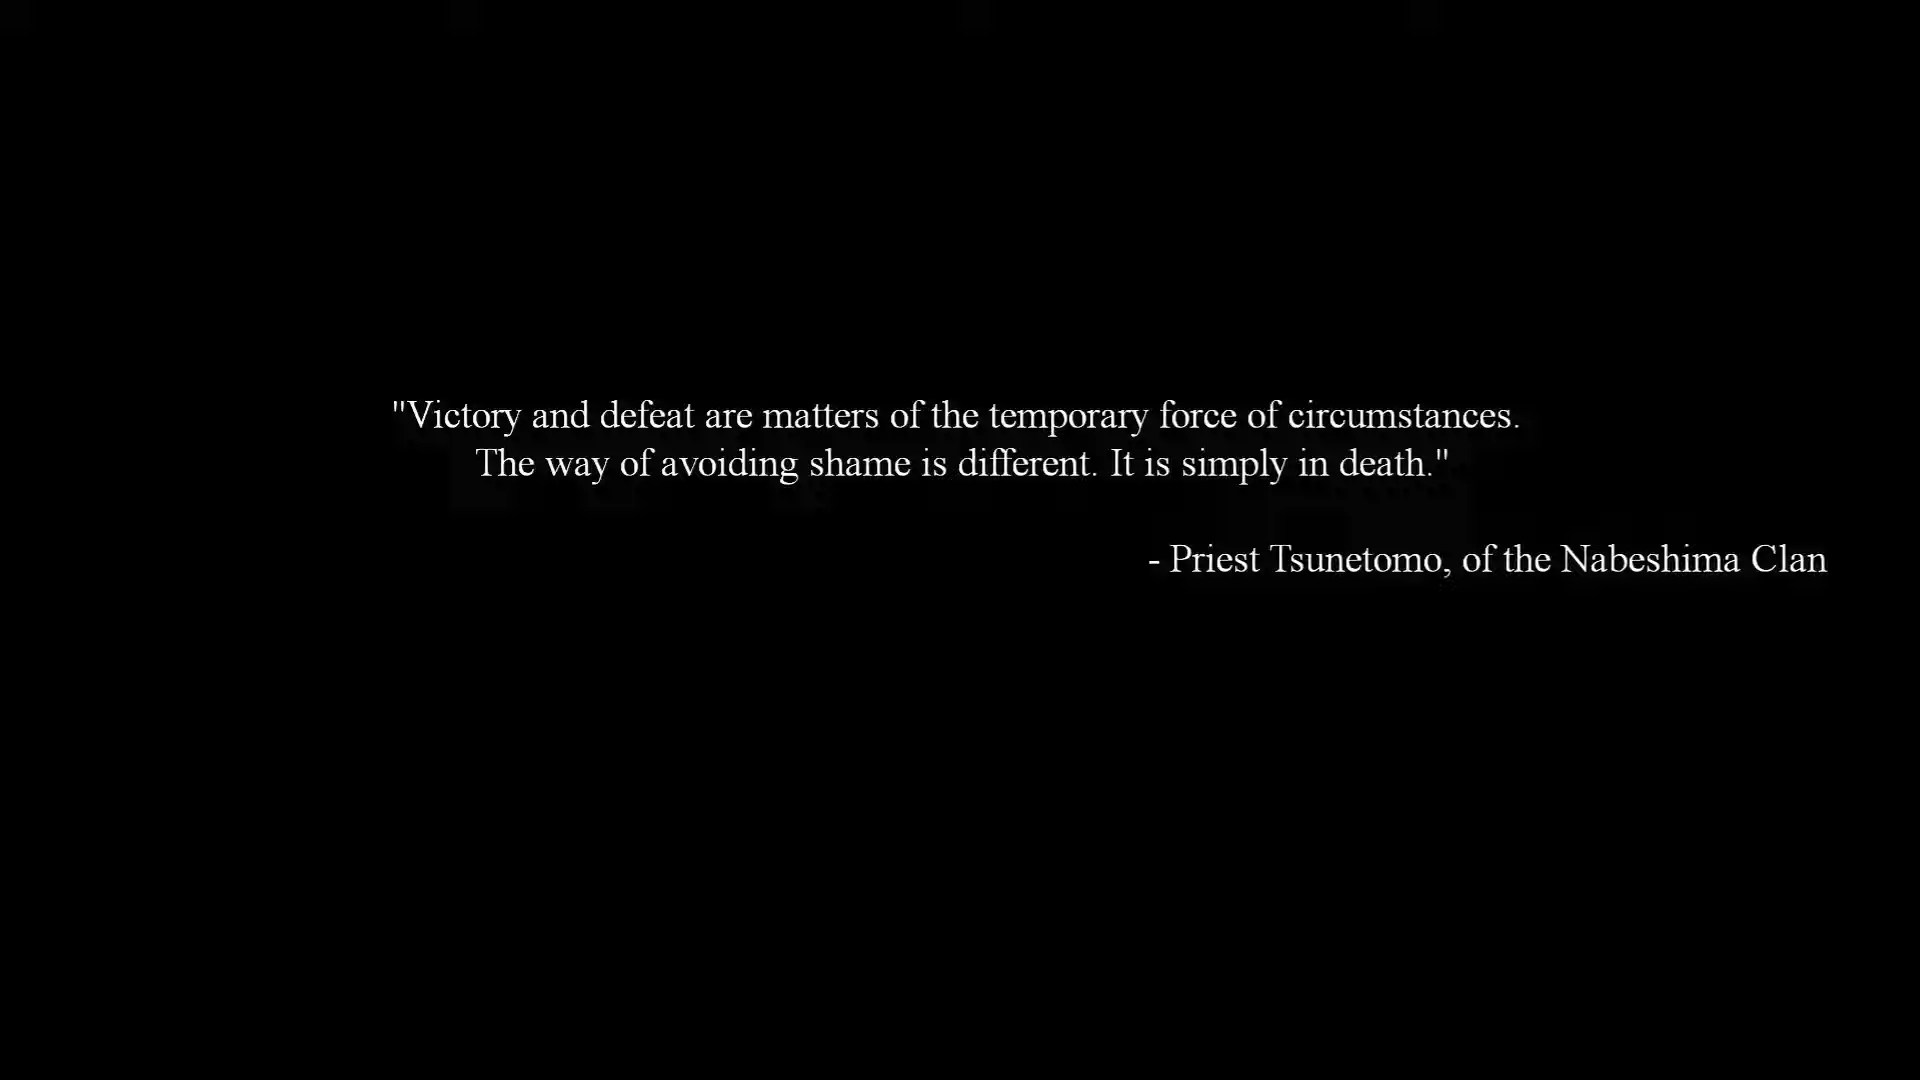 "Victory and defeat are matters of the temporary force of circumstances.
The way of avoiding shame is different. It is simply in death."
- Priest Tsunetomo, of the Nabeshima Clan